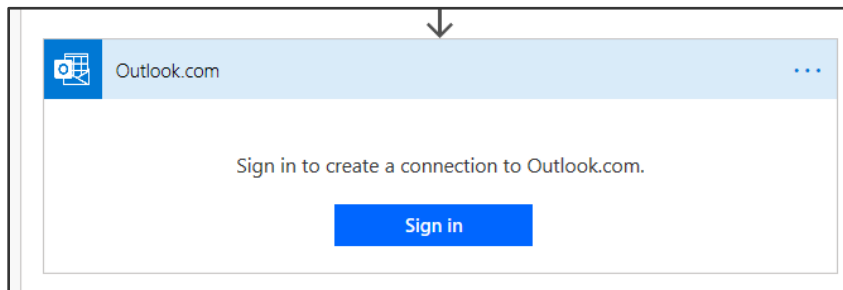 Outlook.com
Sign in to create a connection to Outlook.com.
Sign in